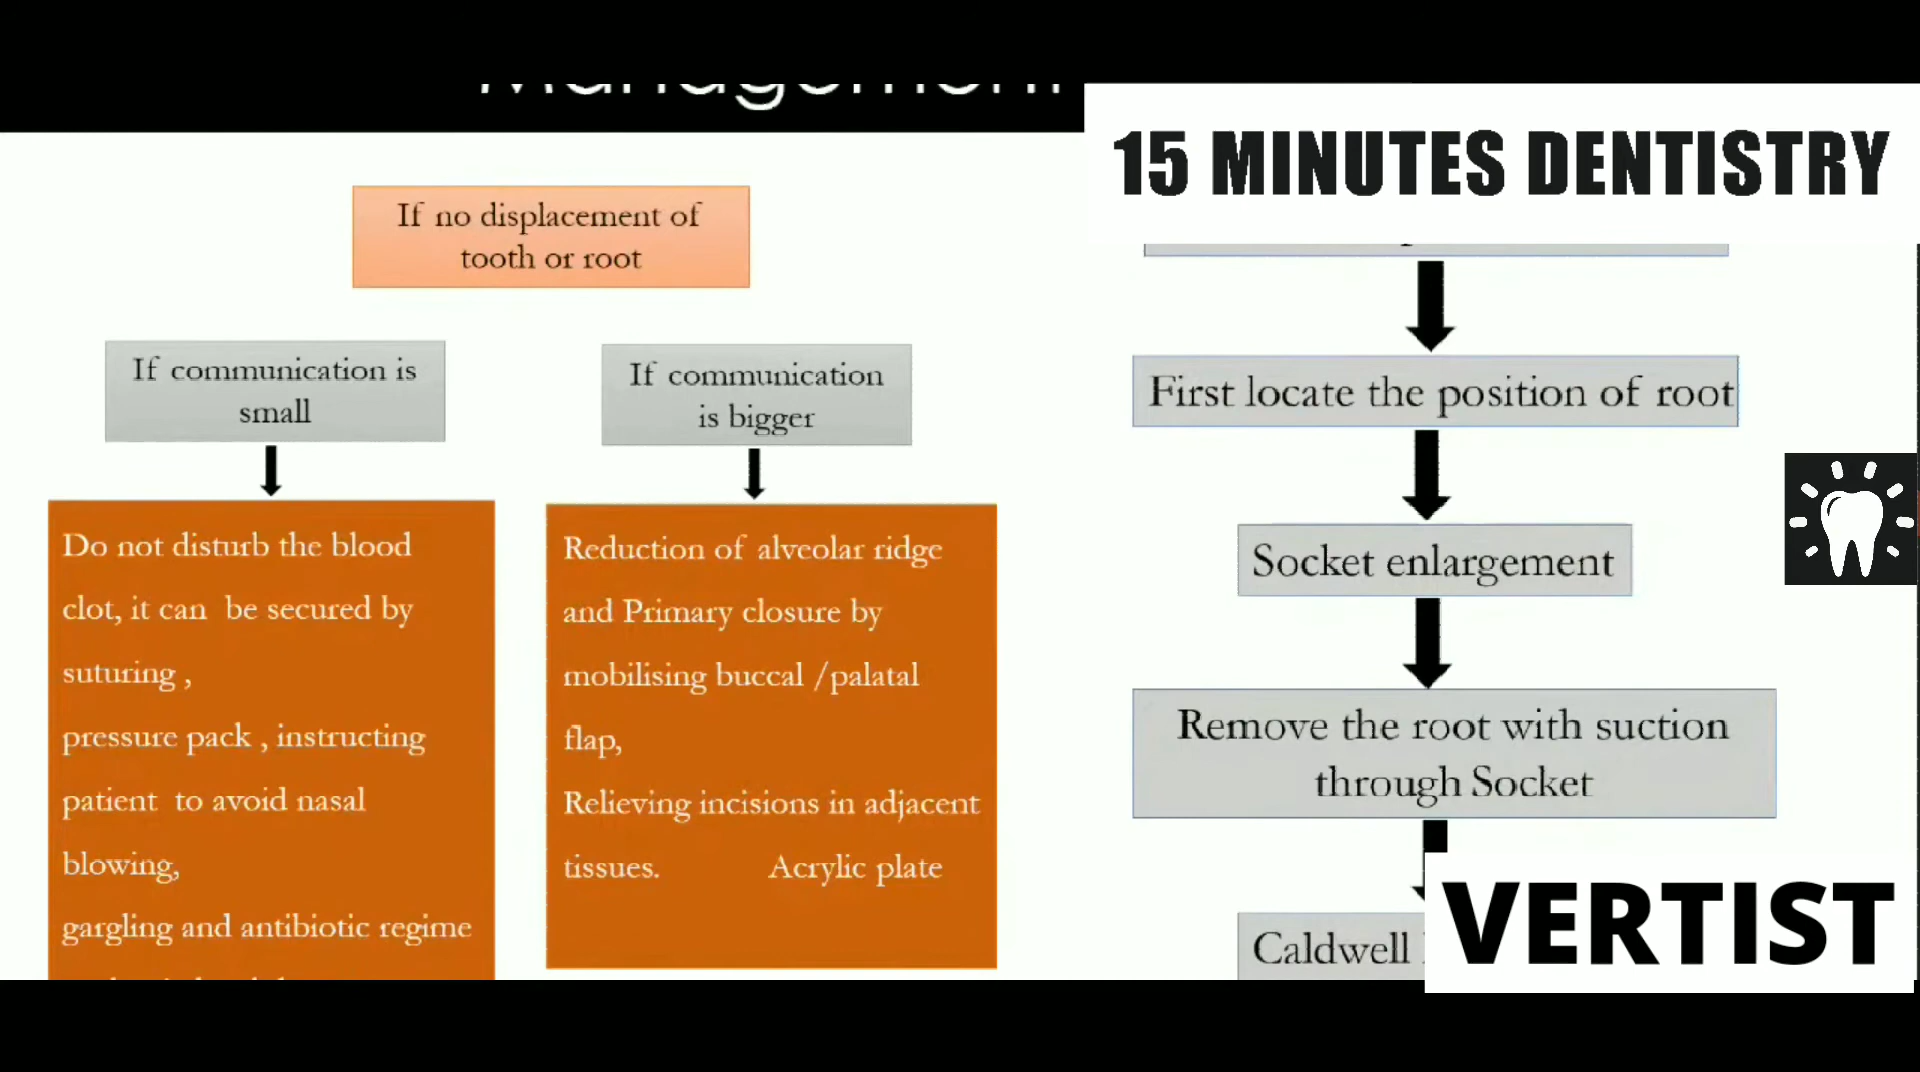 Management
15 MINUTES DENTISTRY
If no displacement of
tooth or root
If communication is
small
If communication
is bigger
Do not disturb the blood
clot, it can be secured by
suturing ,
pressure pack , instructing
patient to avoid nasal
blowing,
gargling and antibiotic regime
Reduction of alveolar ridge
and Primary closure by
mobilising buccal /palatal
flap,
Relieving incisions in adjacent
tissues. Acrylic plate
First locate the position of root
Socket enlargement
Remove the root with suction
through Socket
Caldwell
VERTIST